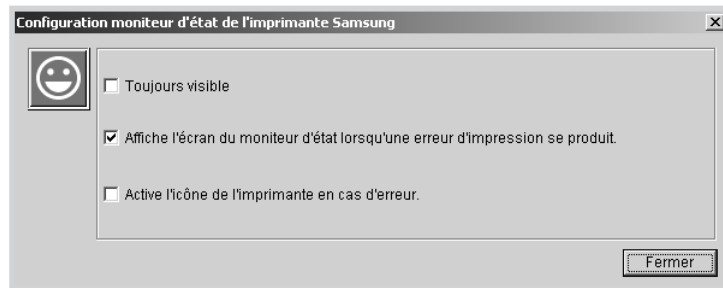 Configuration moniteur d'état de l'imprimante Samsung
Toujours visible
Affiche l'écran du moniteur d'état lorsqu'une erreur d'impression se produit.
Active l'icône de l'imprimante en cas d'erreur.
Fermer